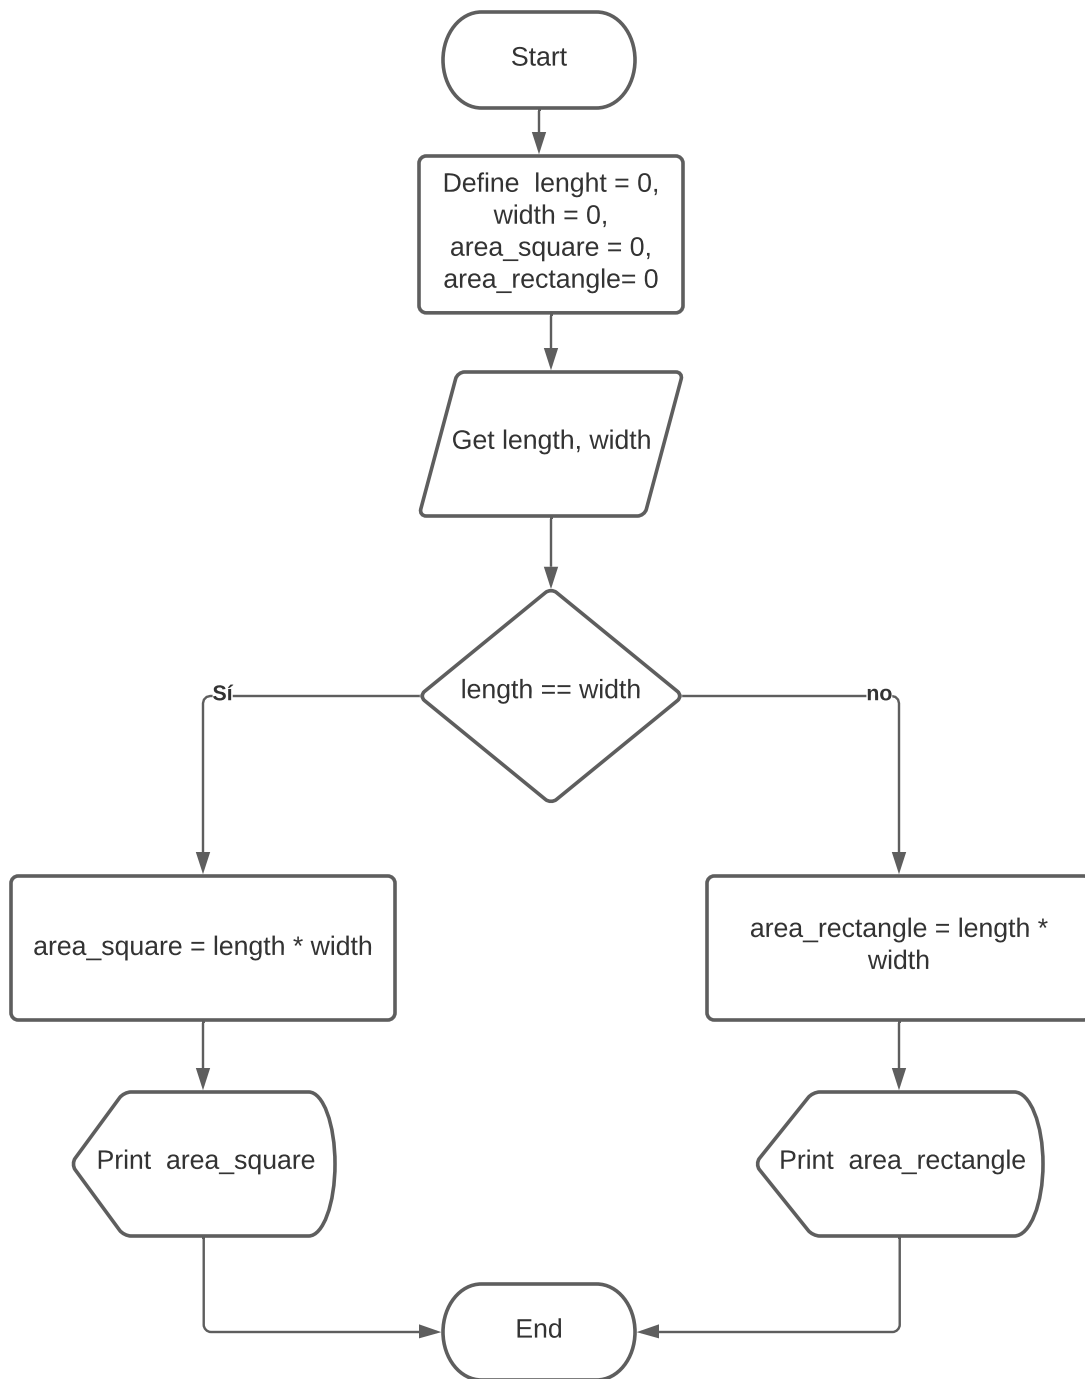 Start
Define  lenght = 0,
width = 0,
area_square = 0,
area_rectangle= 0
Get length, width
length == width
Sí
no
area_square = length * width
area_rectangle = length *
width
Print  area_square
Print  area_rectangle
End